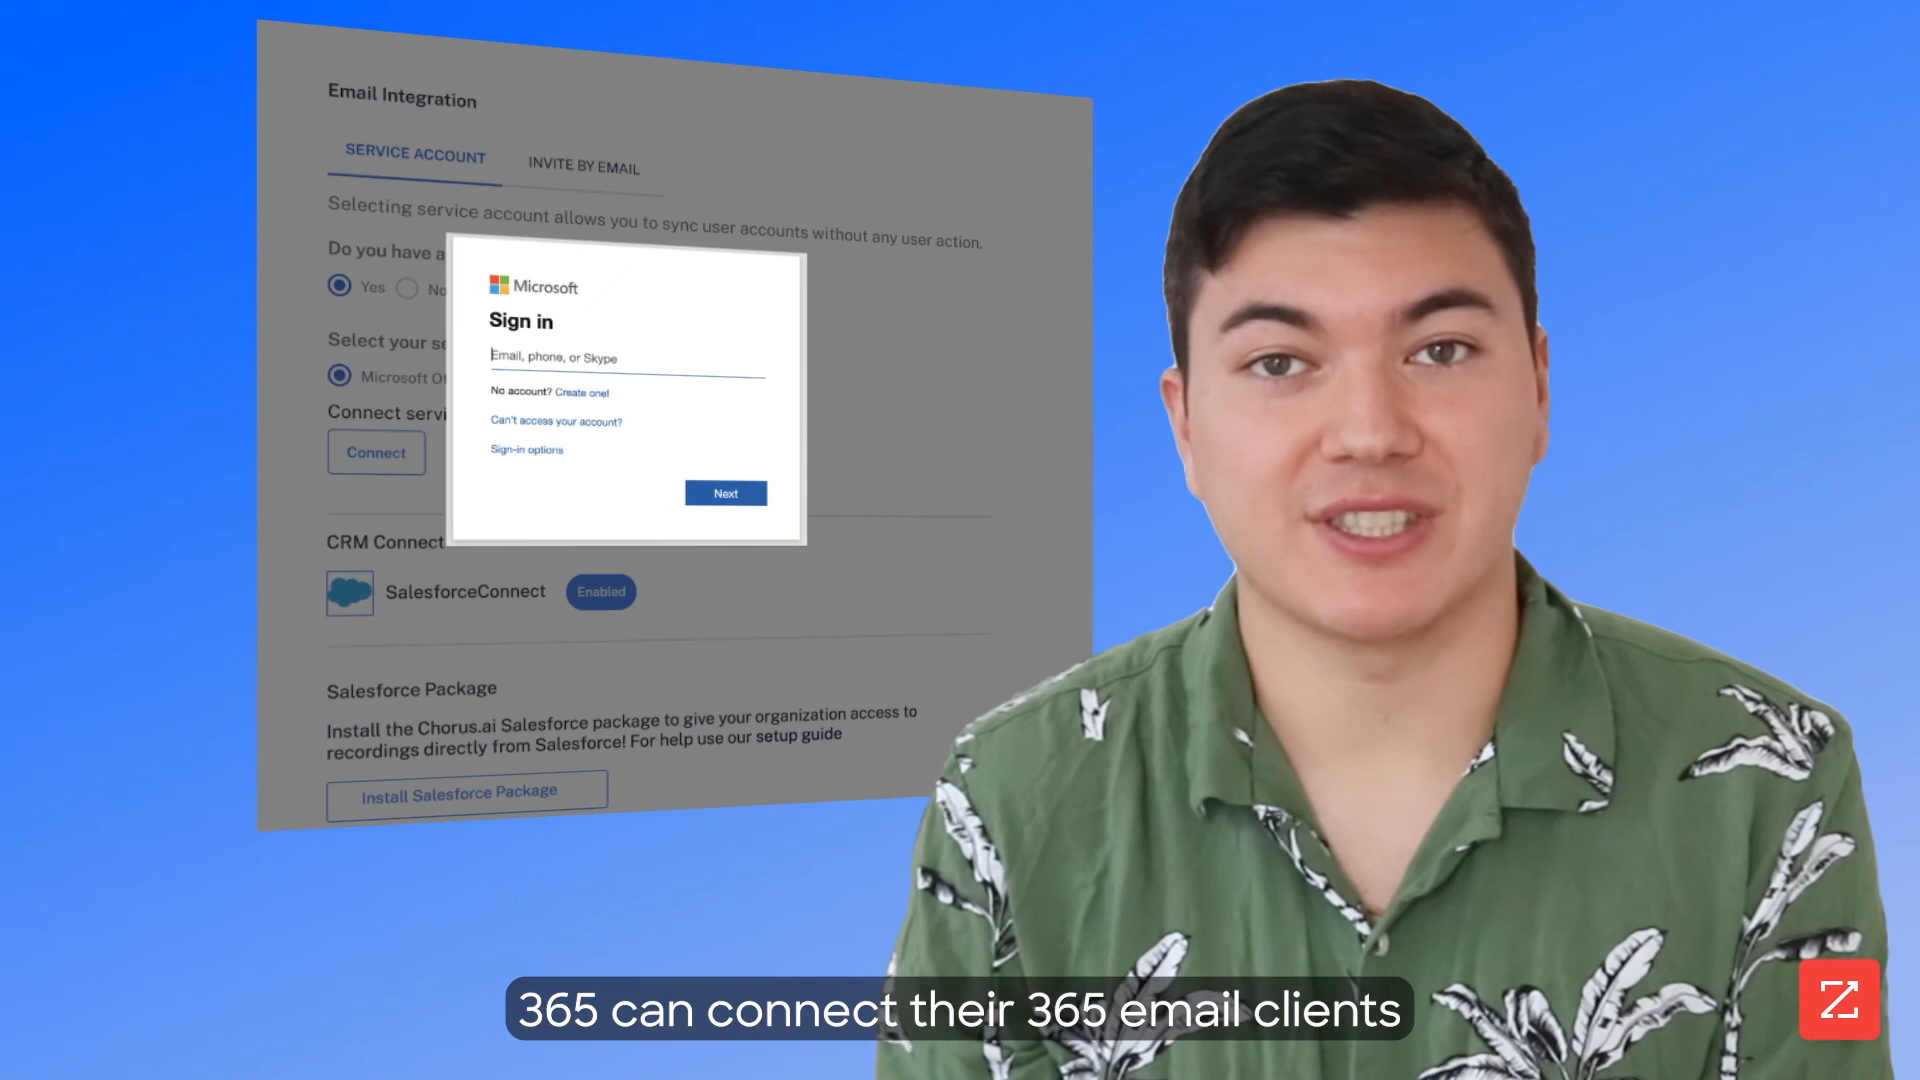 Email Integration
SERVICE ACCOUNT INVITE BY EMAIL
Selecting service account allows you to sync user accounts without any user action.
Do you have a
Yes No
Select your se
Microsoft Of
Connect servi
Connect
Microsoft
Sign in
Email, phone, or Skype
No account? Create one!
Can't access your account?
Sign-in options
Next
CRM Connect
SalesforceConnect Enabled
Salesforce Package
Install the Chorus.ai Salesforce package to give your organization access to
recordings directly from Salesforce! For help use our setup guide
Install Salesforce Package
365 can connect their 365 email clients